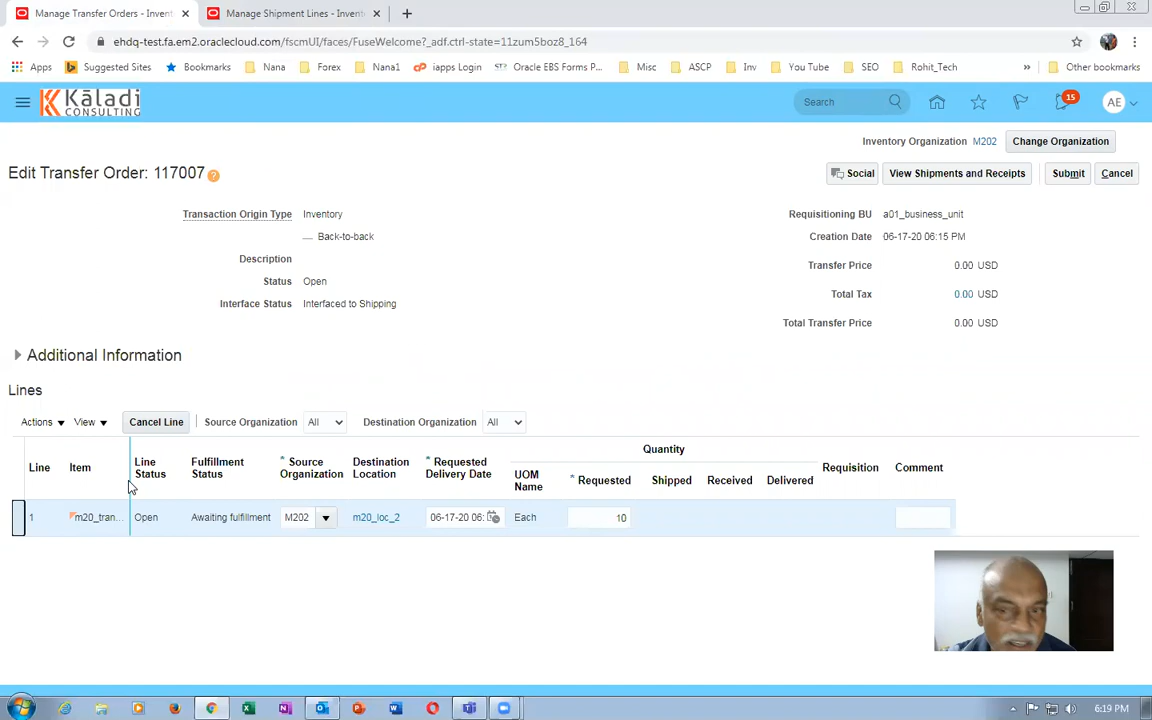 Manage Transfer Orders - Invent
Manage Shipment Lines - Invent
ehdq-test.fa.em2.oraclecloud.com/fscmUI/faces/FuseWelcome?_adf.ctrl-state=11zum5boz8_164
Apps Suggested Sites Bookmarks Nana Forex Nana1 iapps Login Oracle EBS Forms P... Misc ASCP Inv You Tube SEO Rohit_Tech » Other bookmarks
Kāladi CONSULTING
Search 15 AE
Inventory Organization M202 Change Organization
Edit Transfer Order: 117007
Social View Shipments and Receipts Submit Cancel
Transaction Origin Type Inventory
Back-to-back
Description
Status Open
Interface Status Interfaced to Shipping
Requisitioning BU a01_business_unit
Creation Date 06-17-20 06:15 PM
Transfer Price 0.00 USD
Total Tax 0.00 USD
Total Transfer Price 0.00 USD
Additional Information
Lines
Actions View Cancel Line Source Organization All Destination Organization All
Quantity
Line Item Line Status Fulfillment Status * Source Organization Destination Location * Requested Delivery Date UOM Name * Requested Shipped Received Delivered Requisition Comment
1 m20_tran... Open Awaiting fulfillment M202 m20_loc_2 06-17-20 06: Each 10
6:19 PM